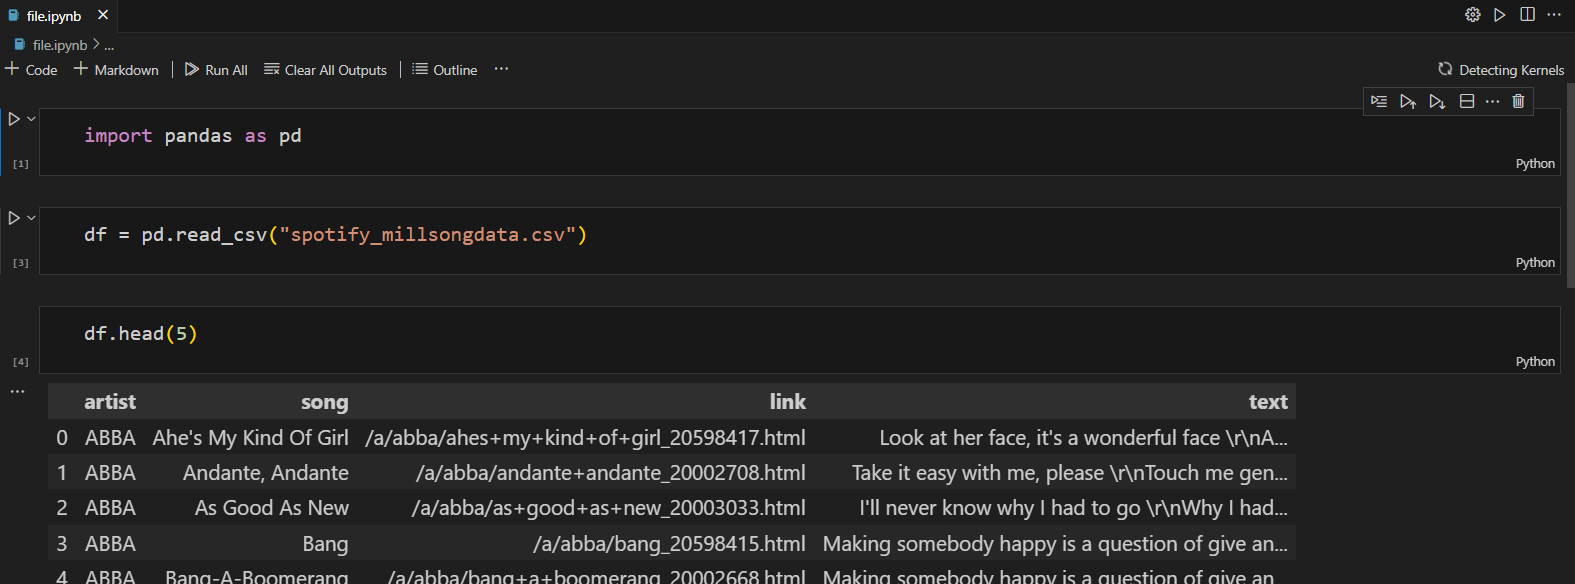 file.ipynb
file.ipynb > ...
Code Markdown Run All Clear All Outputs Outline ... Detecting Kernels
import pandas as pd
[1] Python
df = pd.read_csv("spotify_millsongdata.csv")
[3] Python
df.head(5)
[4] Python
artist song link text
0 ABBA Ahe's My Kind Of Girl /a/abba/ahes+my+kind+of+girl_20598417.html Look at her face, it's a wonderful face \r\nA...
1 ABBA Andante, Andante /a/abba/andante+andante_20002708.html Take it easy with me, please \r\nTouch me gen...
2 ABBA As Good As New /a/abba/as+good+as+new_20003033.html I'll never know why I had to go \r\nWhy I had...
3 ABBA Bang /a/abba/bang_20598415.html Making somebody happy is a question of give an...
4 ABBA Bang-A-Boomerang /a/abba/bang+a+boomerang_20002668.html Making somebody happy is a question of give an...